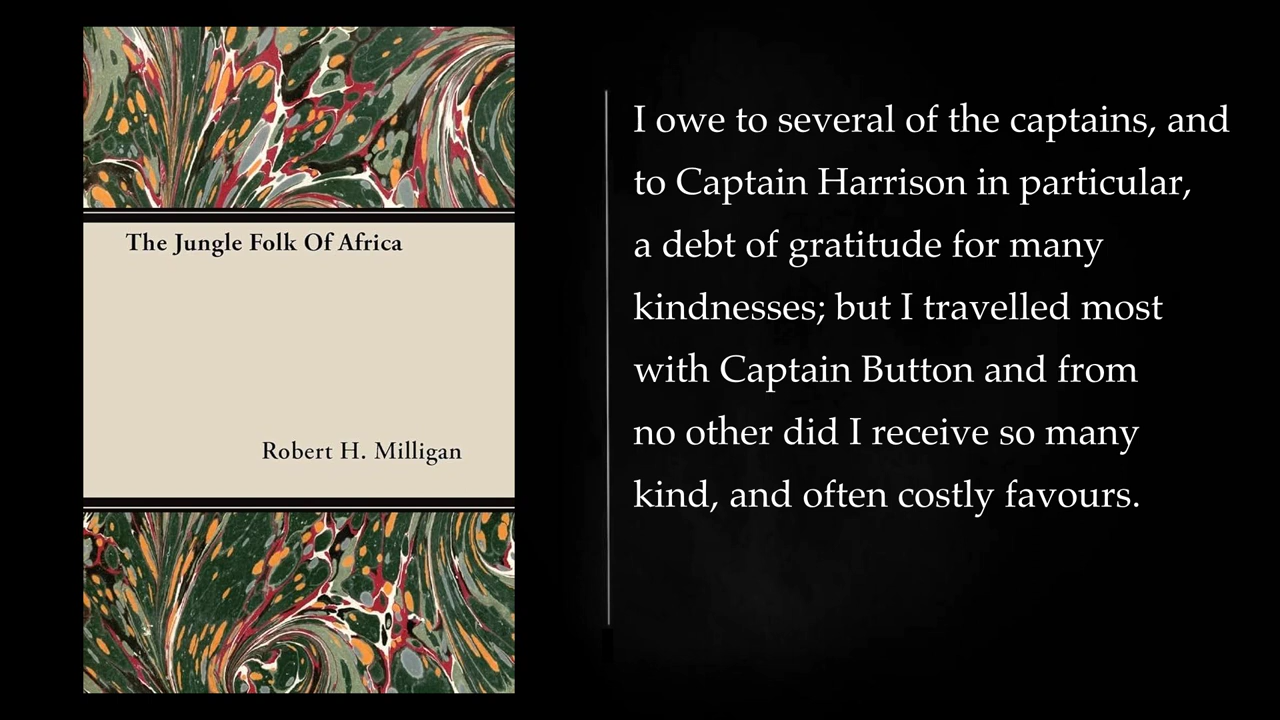 The Jungle Folk Of Africa
Robert H. Milligan
I owe to several of the captains, and
to Captain Harrison in particular,
a debt of gratitude for many
kindnesses; but I travelled most
with Captain Button and from
no other did I receive so many
kind, and often costly favours.